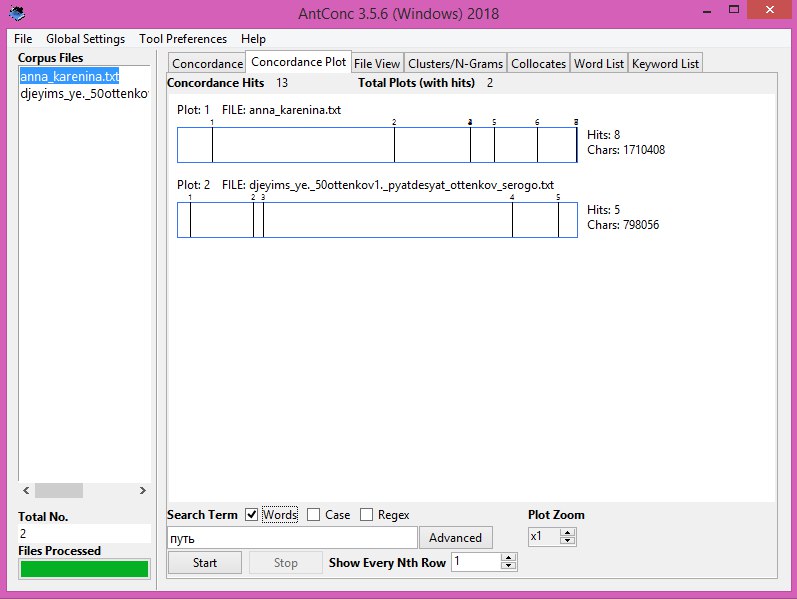 AntConc 3.5.6 (Windows) 2018
File Global Settings Tool Preferences Help
Corpus Files
anna_karenina.txt
djeyims_ye._50ottenko
Concordance Concordance Plot File View Clusters/N-Grams Collocates Word List Keyword List
Concordance Hits 13 Total Plots (with hits) 2
Plot: 1 FILE: anna_karenina.txt
1 2 5 6
Hits: 8
Chars: 1710408
Plot: 2 FILE: djeyims_ye._50ottenkov1._pyatdesyat_ottenkov_serogo.txt
1 2 3 4 5
Hits: 5
Chars: 798056
Total No.
2
Files Processed
Search Term Words Case Regex Plot Zoom
путь Advanced x1
Start Stop Show Every Nth Row 1